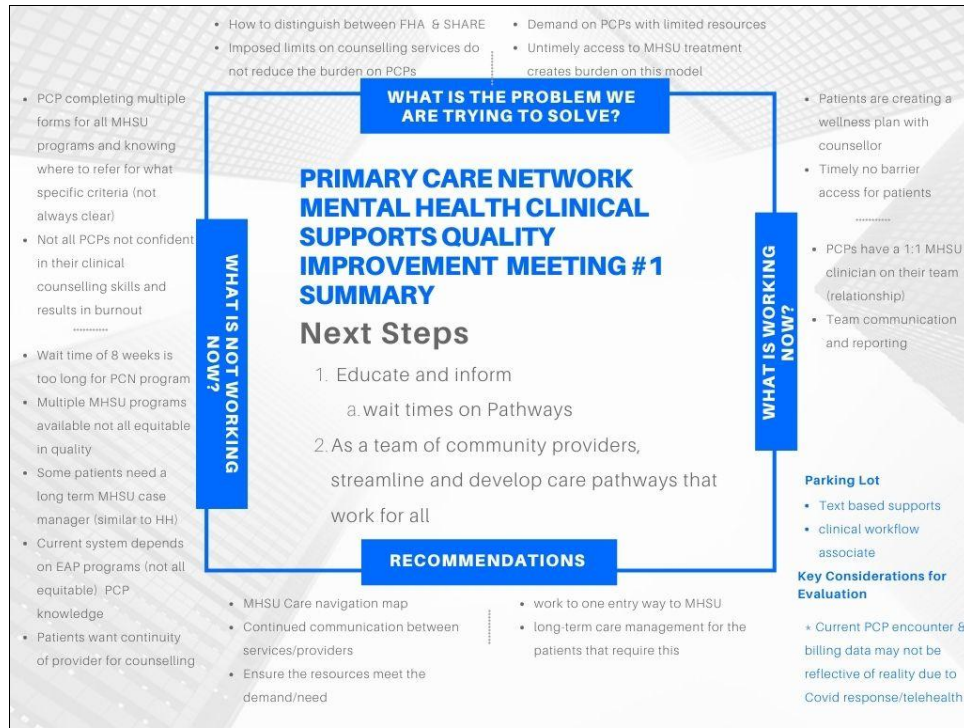 • How to distinguish between FHA & SHARE
• Imposed limits on counselling services do
not reduce the burden on PCPs
• Demand on PCPs with limited resources
• Untimely access to MHSU treatment
creates burden on this model
WHAT IS THE PROBLEM WE
ARE TRYING TO SOLVE?
• PCP completing multiple
forms for all MHSU
programs and knowing
where to refer for what
specific criteria (not
always clear)
• Not all PCPs not confident
in their clinical
counselling skills and
results in burnout
• Wait time of 8 weeks is
too long for PCN program
• Multiple MHSU programs
available not all equitable
in quality
• Some patients need a
long term MHSU case
manager (similar to HH)
• Current system depends
on EAP programs (not all
equitable) PCP
knowledge
• Patients want continuity
of provider for counselling
WHAT IS NOT WORKING
NOW?
PRIMARY CARE NETWORK
MENTAL HEALTH CLINICAL
SUPPORTS QUALITY
IMPROVEMENT MEETING #1
SUMMARY
Next Steps
1. Educate and inform
a. wait times on Pathways
2. As a team of community providers,
streamline and develop care pathways that
work for all
WHAT IS WORKING
NOW?
• Patients are creating a
wellness plan with
counsellor
• Timely no barrier
access for patients
• PCPs have a 1:1 MHSU
clinician on their team
(relationship)
• Team communication
and reporting
Parking Lot
• Text based supports
• clinical workflow
associate
Key Considerations for
Evaluation
* Current PCP encounter &
billing data may not be
reflective of reality due to
Covid response/telehealth
RECOMMENDATIONS
• MHSU Care navigation map
• Continued communication between
services/providers
• Ensure the resources meet the
demand/need
• work to one entry way to MHSU
• long-term care management for the
patients that require this